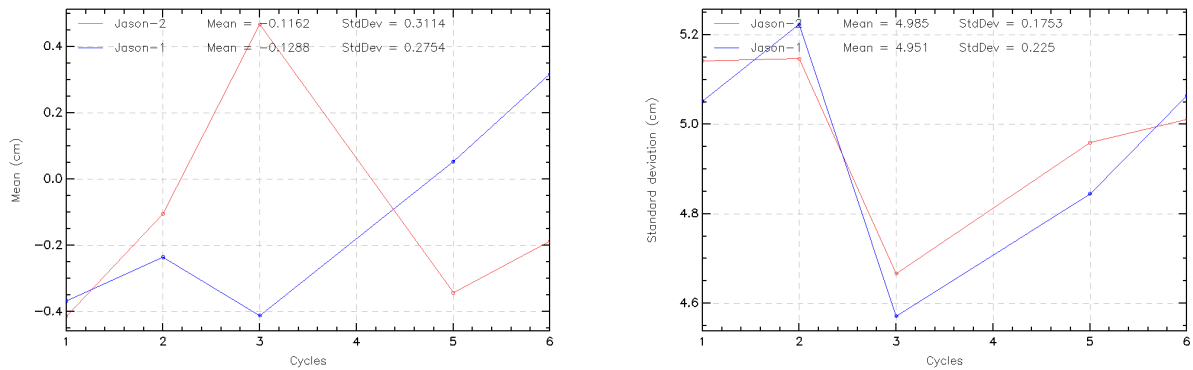 Jason-2 Mean = -0.1162 StdDev = 0.3114
Jason-1 Mean = -0.1288 StdDev = 0.2754
0.4
0.2
0.0
-0.2
-0.4
Mean (cm)
1 2 3 4 5 6
Cycles
Jason-2 Mean = 4.985 StdDev = 0.1753
Jason-1 Mean = 4.951 StdDev = 0.225
5.2
5.0
4.8
4.6
Standard deviation (cm)
1 2 3 4 5 6
Cycles